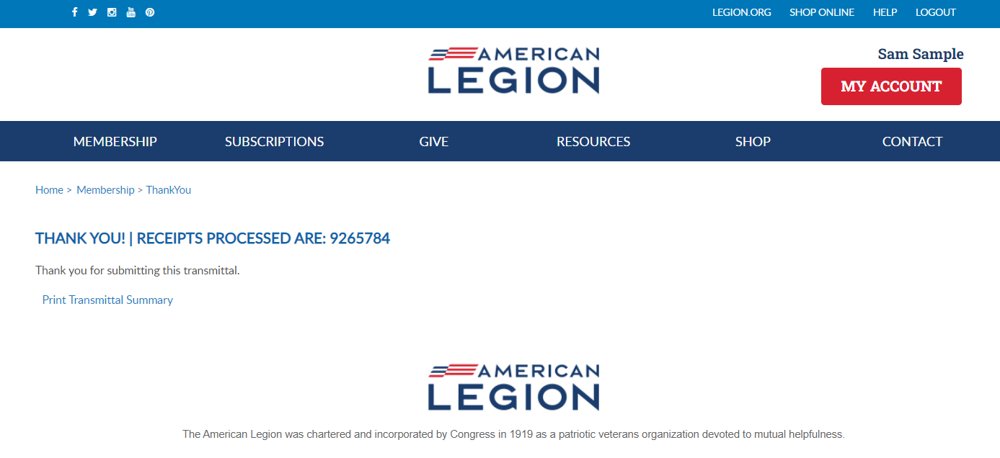 LEGION.ORG SHOP ONLINE HELP LOGOUT
AMERICAN
LEGION
Sam Sample
MY ACCOUNT
MEMBERSHIP SUBSCRIPTIONS GIVE RESOURCES SHOP CONTACT
Home > Membership > ThankYou
THANK YOU! | RECEIPTS PROCESSED ARE: 9265784
Thank you for submitting this transmittal.
Print Transmittal Summary
AMERICAN
LEGION
The American Legion was chartered and incorporated by Congress in 1919 as a patriotic veterans organization devoted to mutual helpfulness.